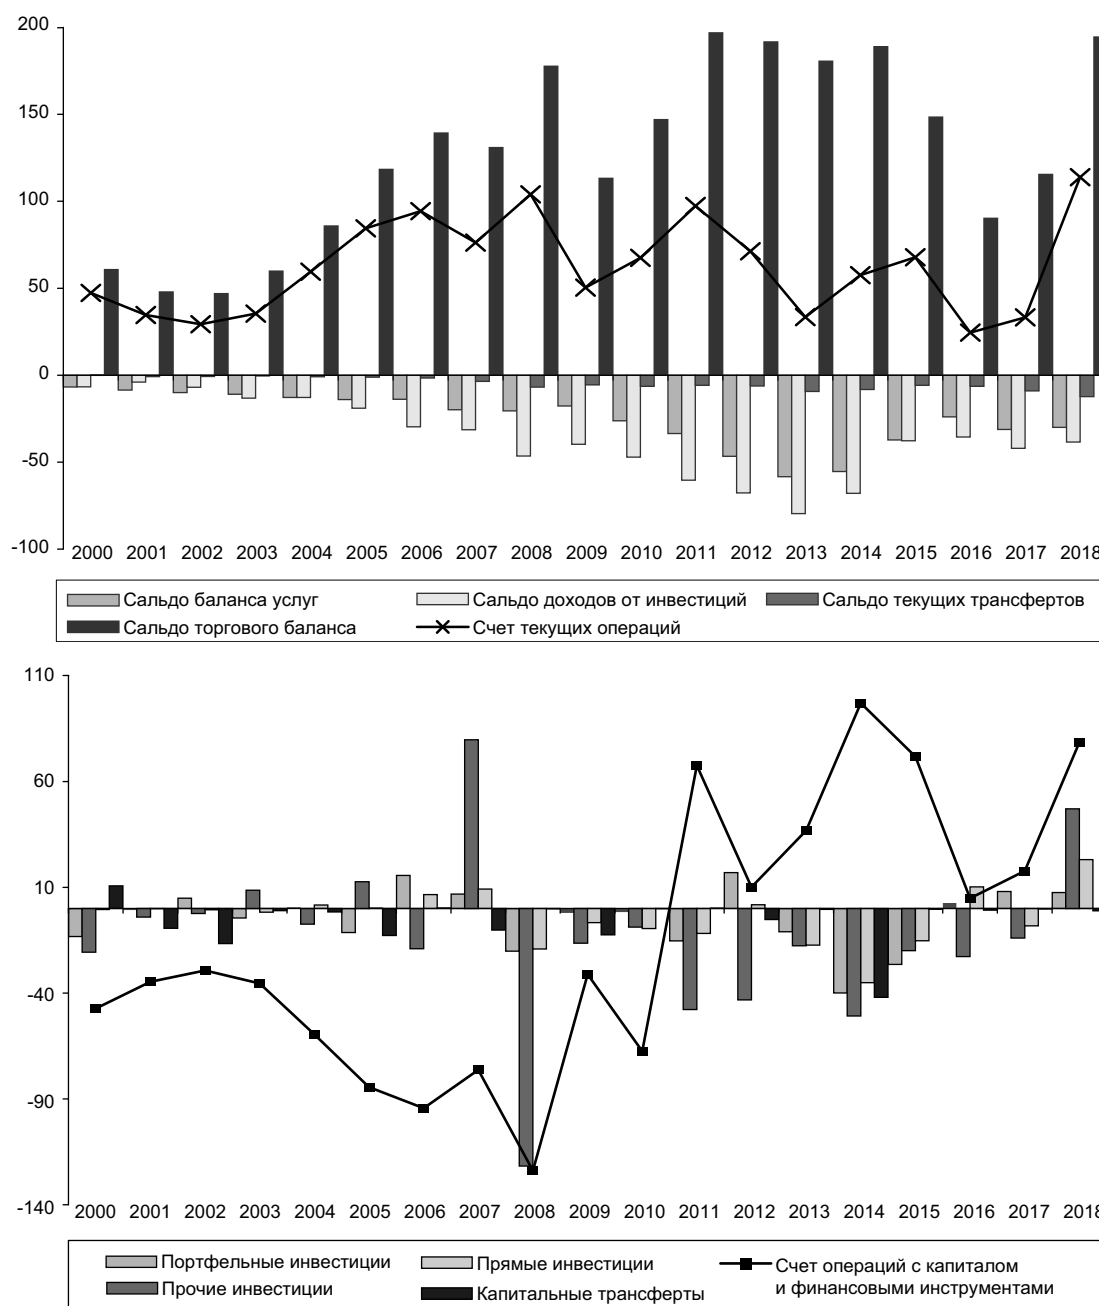 200
150
100
50
0
-50
-100
2000 2001 2002 2003 2004 2005 2006 2007 2008 2009 2010 2011 2012 2013 2014 2015 2016 2017 2018
Сальдо баланса услуг Сальдо доходов от инвестиций Сальдо текущих трансфертов
Сальдо торгового баланса Счет текущих операций
110
60
10
-40
-90
-140
2000 2001 2002 2003 2004 2005 2006 2007 2008 2009 2010 2011 2012 2013 2014 2015 2016 2017 2018
Портфельные инвестиции Прямые инвестиции Счет операций с капиталом
Прочие инвестиции Капитальные трансферты и финансовыми инструментами